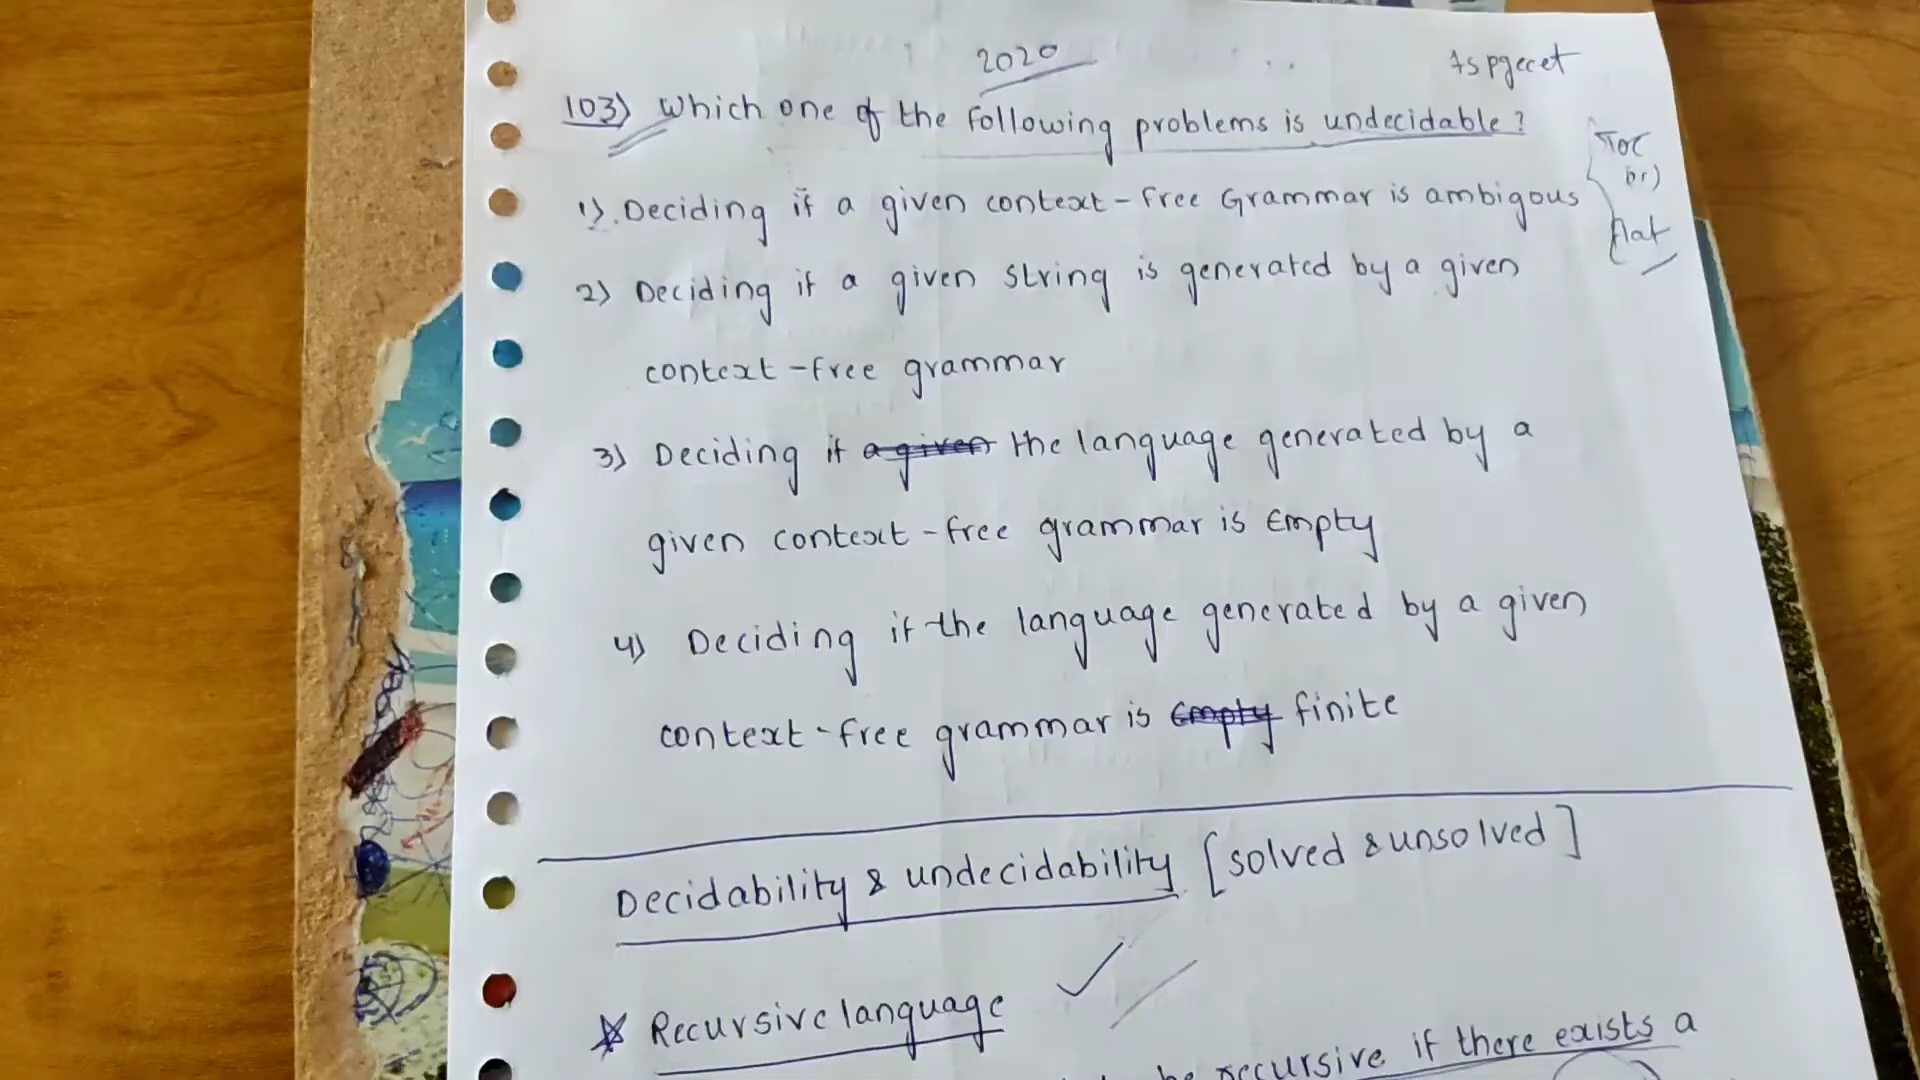 2020
Tspgecet
103) Which one of the following problems is undecidable?
TOC
or)
flat
1). Deciding if a given context-free Grammar is ambigous
2) Deciding if a given string is generated by a given
context-free grammar
3) Deciding if a given the language generated by a
given context-free grammar is Empty
4) Deciding if the language generated by a given
context-free grammar is Empty finite
Decidability & undecidability [solved & unsolved]
* Recursive language
be recursive if there exists a